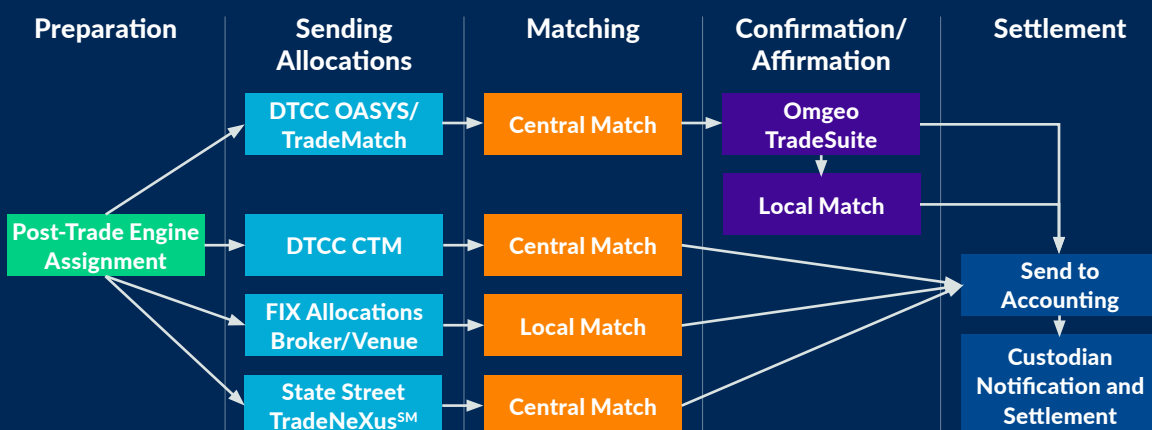 Preparation
Sending
Allocations
Matching
Confirmation/
Affirmation
Settlement
DTCC OASYS/
TradeMatch
Central Match
Omgeo
TradeSuite
Local Match
Post-Trade Engine
Assignment
DTCC CTM
Central Match
Send to
Accounting
FIX Allocations
Broker/Venue
Local Match
Custodian
Notification and
Settlement
State Street
TradeNeXus℠
Central Match